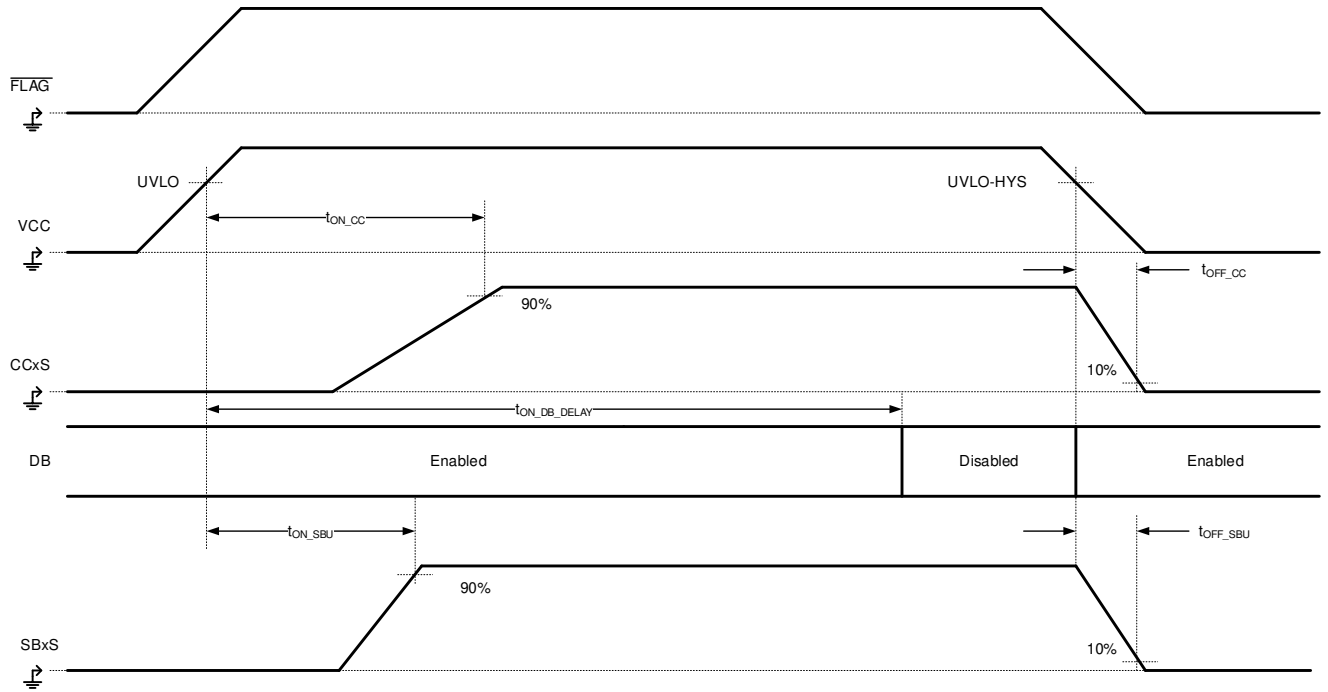 FLAG
UVLO
UVLO-HYS
tON_CC
VCC
tOFF_CC
90%
CCxS
10%
tON_DB_DELAY
DB
Enabled
Disabled
Enabled
tON_SBU
tOFF_SBU
90%
SBxS
10%